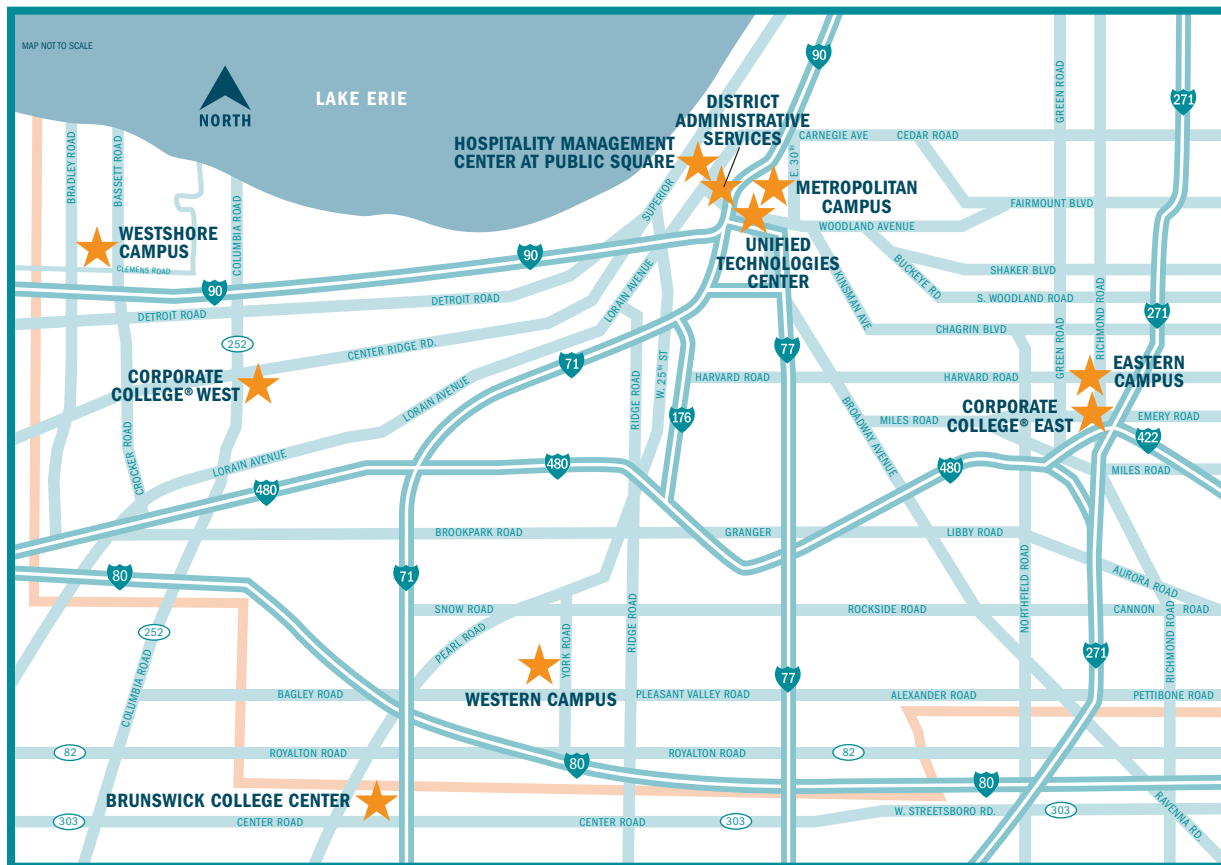 MAP NOT TO SCALE
NORTH
LAKE ERIE
90
271
GREEN ROAD
DISTRICT
ADMINISTRATIVE
SERVICES
HOSPITALITY MANAGEMENT
CENTER AT PUBLIC SQUARE
CARNEGIE AVE
CEDAR ROAD
E. 30TH
BRADLEY ROAD
BASSETT ROAD
COLUMBIA ROAD
SUPERIOR
METROPOLITAN
CAMPUS
FAIRMOUNT BLVD
WOODLAND AVENUE
WESTSHORE
CAMPUS
CLEMENS ROAD
UNIFIED
TECHNOLOGIES
CENTER
90
90
BUCKEYE RD
SHAKER BLVD
KINSMAN AVE
S. WOODLAND ROAD
RICHMOND ROAD
271
DETROIT ROAD
DETROIT ROAD
LORAIN AVENUE
CHAGRIN BLVD
252
CENTER RIDGE RD.
71
77
W. 25TH ST
RIDGE ROAD
GREEN ROAD
HARVARD ROAD
HARVARD ROAD
EASTERN
CAMPUS
CORPORATE
COLLEGE® WEST
LORAIN AVENUE
176
BROADWAY AVENUE
MILES ROAD
CORPORATE
COLLEGE® EAST
EMERY ROAD
422
CROCKER ROAD
LORAIN AVENUE
480
480
480
MILES ROAD
BROOKPARK ROAD
GRANGER
LIBBY ROAD
80
71
AURORA ROAD
SNOW ROAD
ROCKSIDE ROAD
NORTHFIELD ROAD
CANNON ROAD
252
PEARL ROAD
YORK ROAD
RIDGE ROAD
RICHMOND ROAD
271
COLUMBIA ROAD
WESTERN CAMPUS
77
BAGLEY ROAD
PLEASANT VALLEY ROAD
ALEXANDER ROAD
PETTIBONE ROAD
82
ROYALTON ROAD
80
ROYALTON ROAD
82
80
BRUNSWICK COLLEGE CENTER
W. STREETSBORO RD.
303
RAVENNA RD.
303
CENTER ROAD
CENTER ROAD
303